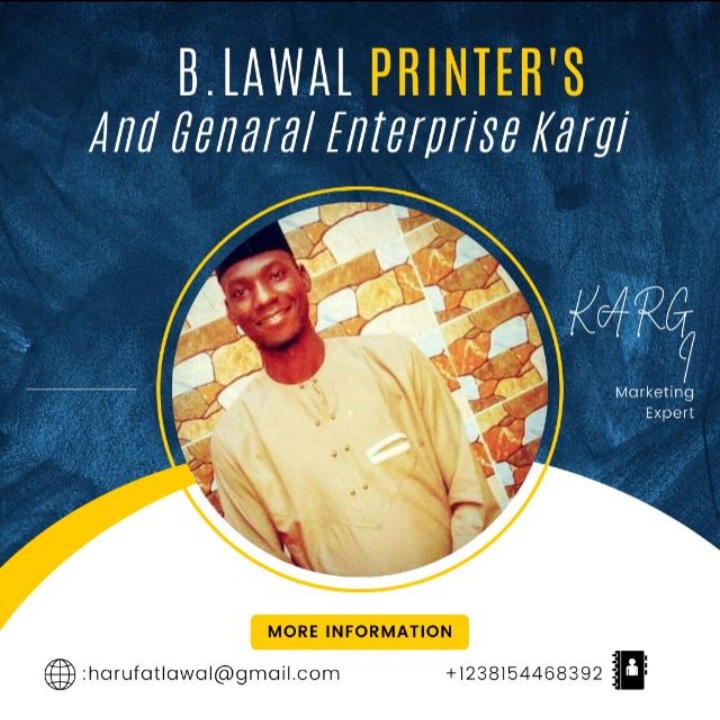 B.LAWAL PRINTER'S
And Genaral Enterprise Kargi
KARG
I
Marketing
Expert
MORE INFORMATION
:harufatlawal@gmail.com
+1238154468392